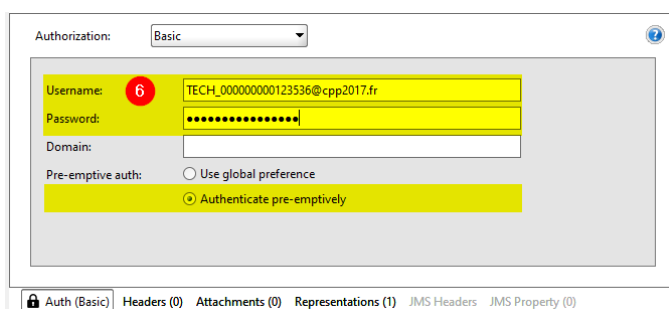 Authorization: Basic
Username: 6 TECH_000000000123536@cpp2017.fr
Password: ●●●●●●●●●●●●●●●●
Domain:
Pre-emptive auth: Use global preference
Authenticate pre-emptively
Auth (Basic) Headers (0) Attachments (0) Representations (1) JMS Headers JMS Property (0)